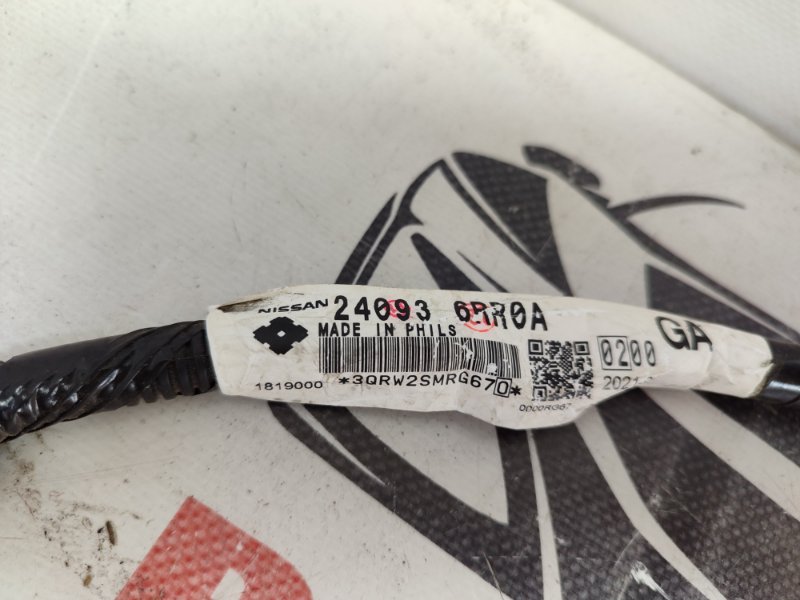 NISSAN 24093 6RR0A
MADE IN PHILS
GA
0200
1819000 *3QRW2SMRG670*
2021